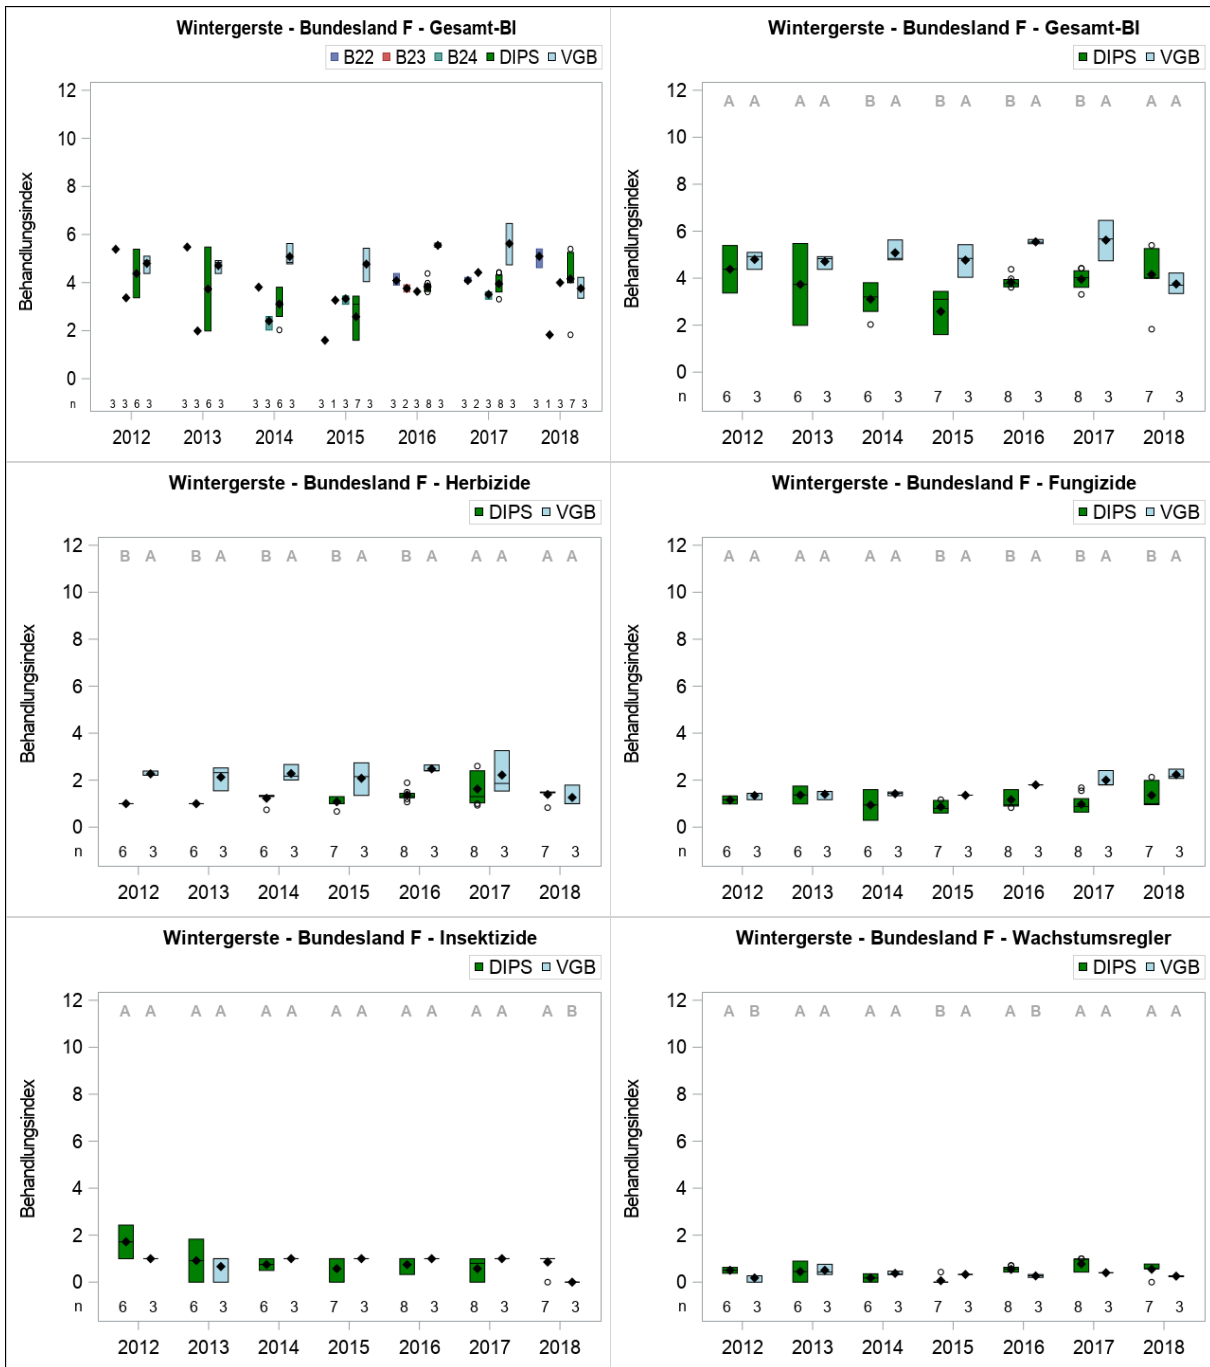 Wintergerste - Bundesland F - Gesamt-BI
B22 B23 B24 DIPS VGB
Behandlungsindex
12
10
8
6
4
2
0
n 3 3 6 3 3 3 6 3 3 3 6 3 3 1 3 7 3 3 2 3 8 3 3 2 3 8 3 3 1 3 7 3
2012 2013 2014 2015 2016 2017 2018
Wintergerste - Bundesland F - Gesamt-BI
DIPS VGB
Behandlungsindex
12
A A A A B A B A B A B A A A
10
8
6
4
2
0
6 3 6 3 6 3 7 3 8 3 8 3 7 3
2012 2013 2014 2015 2016 2017 2018
Wintergerste - Bundesland F - Herbizide
DIPS VGB
Behandlungsindex
12
B A B A B A B A B A A A A A
10
8
6
4
2
0
n 6 3 6 3 6 3 7 3 8 3 8 3 7 3
2012 2013 2014 2015 2016 2017 2018
Wintergerste - Bundesland F - Fungizide
DIPS VGB
Behandlungsindex
12
A A A A A A B A B A B A B A
10
8
6
4
2
0
n 6 3 6 3 6 3 7 3 8 3 8 3 7 3
2012 2013 2014 2015 2016 2017 2018
Wintergerste - Bundesland F - Insektizide
DIPS VGB
Behandlungsindex
12
A A A A A A A A A A A A A B
10
8
6
4
2
0
n 6 3 6 3 6 3 7 3 8 3 8 3 7 3
2012 2013 2014 2015 2016 2017 2018
Wintergerste - Bundesland F - Wachstumsregler
DIPS VGB
Behandlungsindex
12
A B A A A A B A A B A A A A
10
8
6
4
2
0
n 6 3 6 3 6 3 7 3 8 3 8 3 7 3
2012 2013 2014 2015 2016 2017 2018